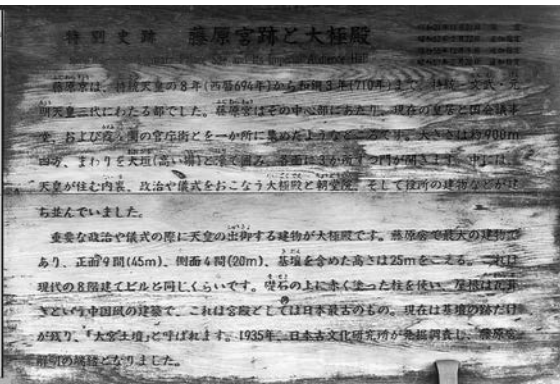 特別史跡 藤原宮跡と大極殿
藤原京は、持統天皇の8年(西暦694年)から和銅3年(710年)まで、持統・文武・元
明天皇三代にわたる都でした。藤原宮はその中心部にあたり、現在の皇居と国会議事
堂、および霞ヶ関の官庁街とを一か所に集めたようなところです。大きさは約900m
四方、まわりを大垣(高い塀)と濠で囲み、各面に3か所ずつ門が開きます。中には、
天皇が住む内裏、政治や儀式をおこなう大極殿と朝堂院、そして役所の建物などが建
ち並んでいました。
重要な政治や儀式の際に天皇の出御する建物が大極殿です。藤原宮で最大の建物で
あり、正面9間(45m)、側面4間(20m)、基壇を含めた高さは25mをこえる。これは
現代の8階建てビルと同じくらいです。礎石の上に赤く塗った柱を使い、屋根は瓦葺
きという中国風の建築で、これは宮殿としては日本最古のもの。現在は基壇の跡だけ
が残り、「大宮土壇」と呼ばれます。1935年、日本古文化研究所が発掘調査し、藤原宮
解明の端緒となりました。